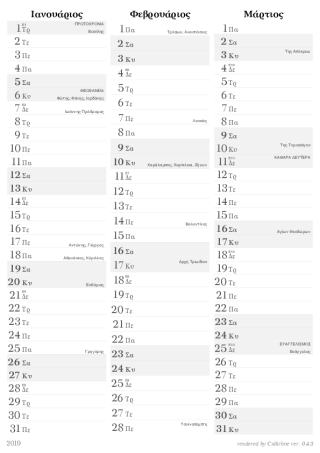 Ιανουάριος
1 Τρ ΠΡΩΤΟΧΡΟΝΙΑ
Βασίλης
2 Τε
3 Πε
4 Πα
5 Σα
6 Κυ ΘΕΟΦΑΝΕΙΑ
Φώτης, Φάνης, Ιορδάνης
7 Δε Ιωάννης Πρόδρομος
8 Τρ
9 Τε
10 Πε
11 Πα
12 Σα
13 Κυ
14 Δε
15 Τρ
16 Τε
17 Πε Αντώνης, Γιώργος
18 Πα Αθανάσιος, Κύριλλος
19 Σα
20 Κυ Ευθύμιος
21 Δε
22 Τρ
23 Τε
24 Πε
25 Πα Γρηγόρης
26 Σα
27 Κυ
28 Δε
29 Τρ
30 Τε
31 Πε
Φεβρουάριος
1 Πα Τρύφων, Αναστάσιος
2 Σα
3 Κυ
4 Δε
5 Τρ
6 Τε
7 Πε Λουκάς
8 Πα
9 Σα
10 Κυ Χαράλαμπος, Χαρίκλεια, Ζήνων
11 Δε
12 Τρ
13 Τε
14 Πε Βαλεντίνος
15 Πα
16 Σα
17 Κυ Αρχή Τριωδίου
18 Δε
19 Τρ
20 Τε
21 Πε
22 Πα
23 Σα
24 Κυ
25 Δε
26 Τρ
27 Τε
28 Πε Τσικνοπέμπτη
Μάρτιος
1 Πα
2 Σα
3 Κυ Της Απόκρεω
4 Δε
5 Τρ
6 Τε
7 Πε
8 Πα
9 Σα
10 Κυ Της Τυροφάγου
11 Δε ΚΑΘΑΡΑ ΔΕΥΤΕΡΑ
12 Τρ
13 Τε
14 Πε
15 Πα
16 Σα Αγίων Θεοδώρων
17 Κυ
18 Δε
19 Τρ
20 Τε
21 Πε
22 Πα
23 Σα
24 Κυ
25 Δε ΕΥΑΓΓΕΛΙΣΜΟΣ
Βαγγέλης
26 Τρ
27 Τε
28 Πε
29 Πα
30 Σα
31 Κυ
2019
rendered by Callirhoe ver. 0.4.3